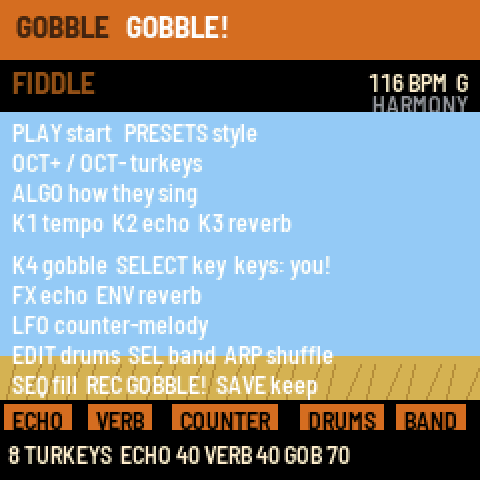 GOBBLE GOBBLE!
FIDDLE 116 BPM G
HARMONY
PLAY start PRESETS style
OCT+ / OCT- turkeys
ALGO how they sing
K1 tempo K2 echo K3 reverb
K4 gobble SELECT key keys: you!
FX echo ENV reverb
LFO counter-melody
EDIT drums SEL band ARP shuffle
SEQ fill REC GOBBLE! SAVE keep
ECHO VERB COUNTER DRUMS BAND
8 TURKEYS ECHO 40 VERB 40 GOB 70